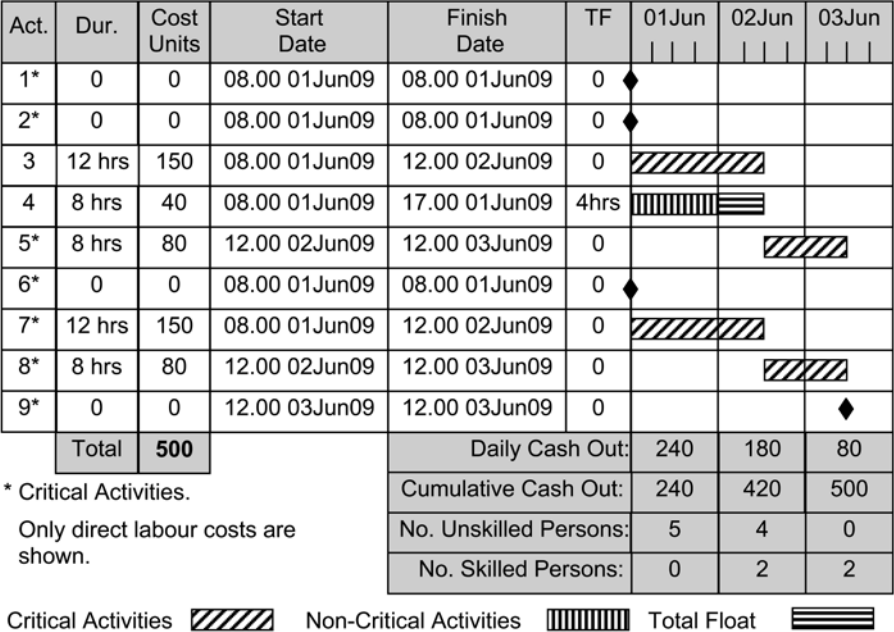 Act. Dur. Cost Units Start Date Finish Date TF 01Jun 02Jun 03Jun
1* 0 0 08.00 01Jun09 08.00 01Jun09 0
2* 0 0 08.00 01Jun09 08.00 01Jun09 0
3 12 hrs 150 08.00 01Jun09 12.00 02Jun09 0
4 8 hrs 40 08.00 01Jun09 17.00 01Jun09 4hrs
5* 8 hrs 80 12.00 02Jun09 12.00 03Jun09 0
6* 0 0 08.00 01Jun09 08.00 01Jun09 0
7* 12 hrs 150 08.00 01Jun09 12.00 02Jun09 0
8* 8 hrs 80 12.00 02Jun09 12.00 03Jun09 0
9* 0 0 12.00 03Jun09 12.00 03Jun09 0
Total 500 Daily Cash Out: 240 180 80
* Critical Activities. Cumulative Cash Out: 240 420 500
Only direct labour costs are No. Unskilled Persons: 5 4 0
shown. No. Skilled Persons: 0 2 2
Critical Activities Non-Critical Activities Total Float